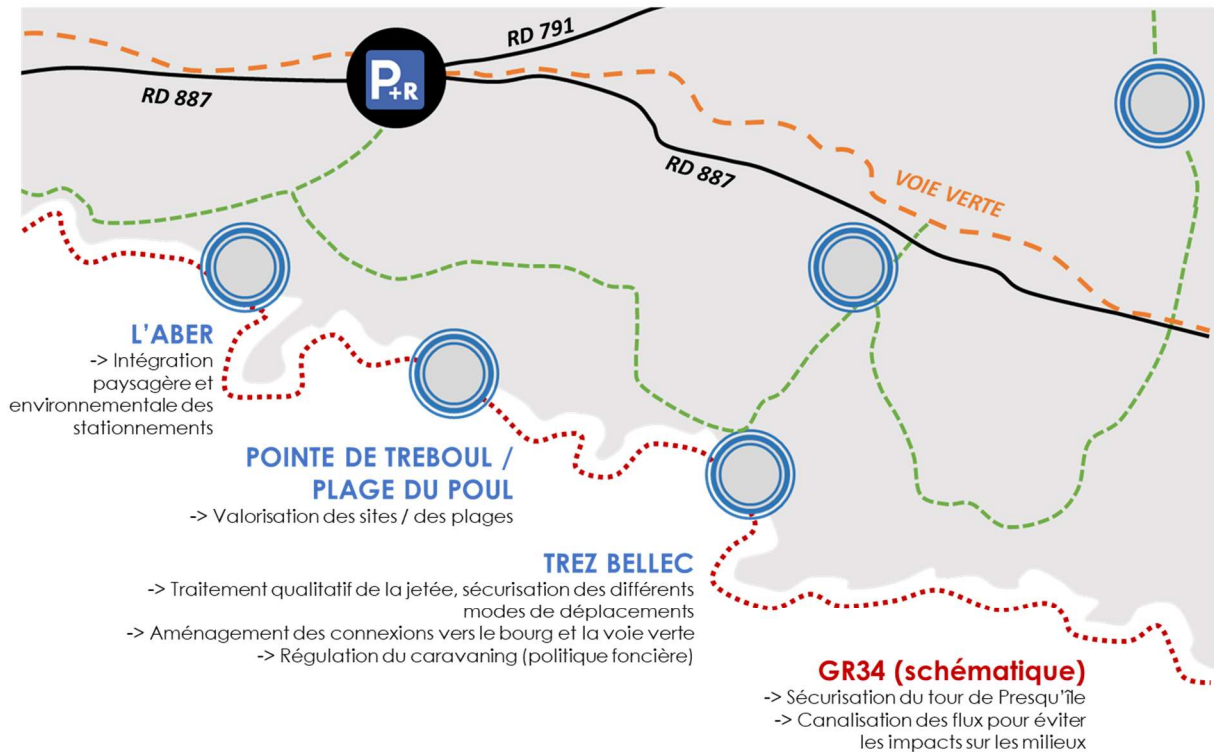 RD 791
P+R
RD 887
RD 887
VOIE VERTE
L'ABER
-> Intégration
paysagère et
environnementale des
stationnements
POINTE DE TREBOUL /
PLAGE DU POUL
-> Valorisation des sites / des plages
TREZ BELLEC
-> Traitement qualitatif de la jetée, sécurisation des différents
modes de déplacements
-> Aménagement des connexions vers le bourg et la voie verte
-> Régulation du caravaning (politique foncière)
GR34 (schématique)
-> Sécurisation du tour de Presqu'île
-> Canalisation des flux pour éviter
les impacts sur les milieux